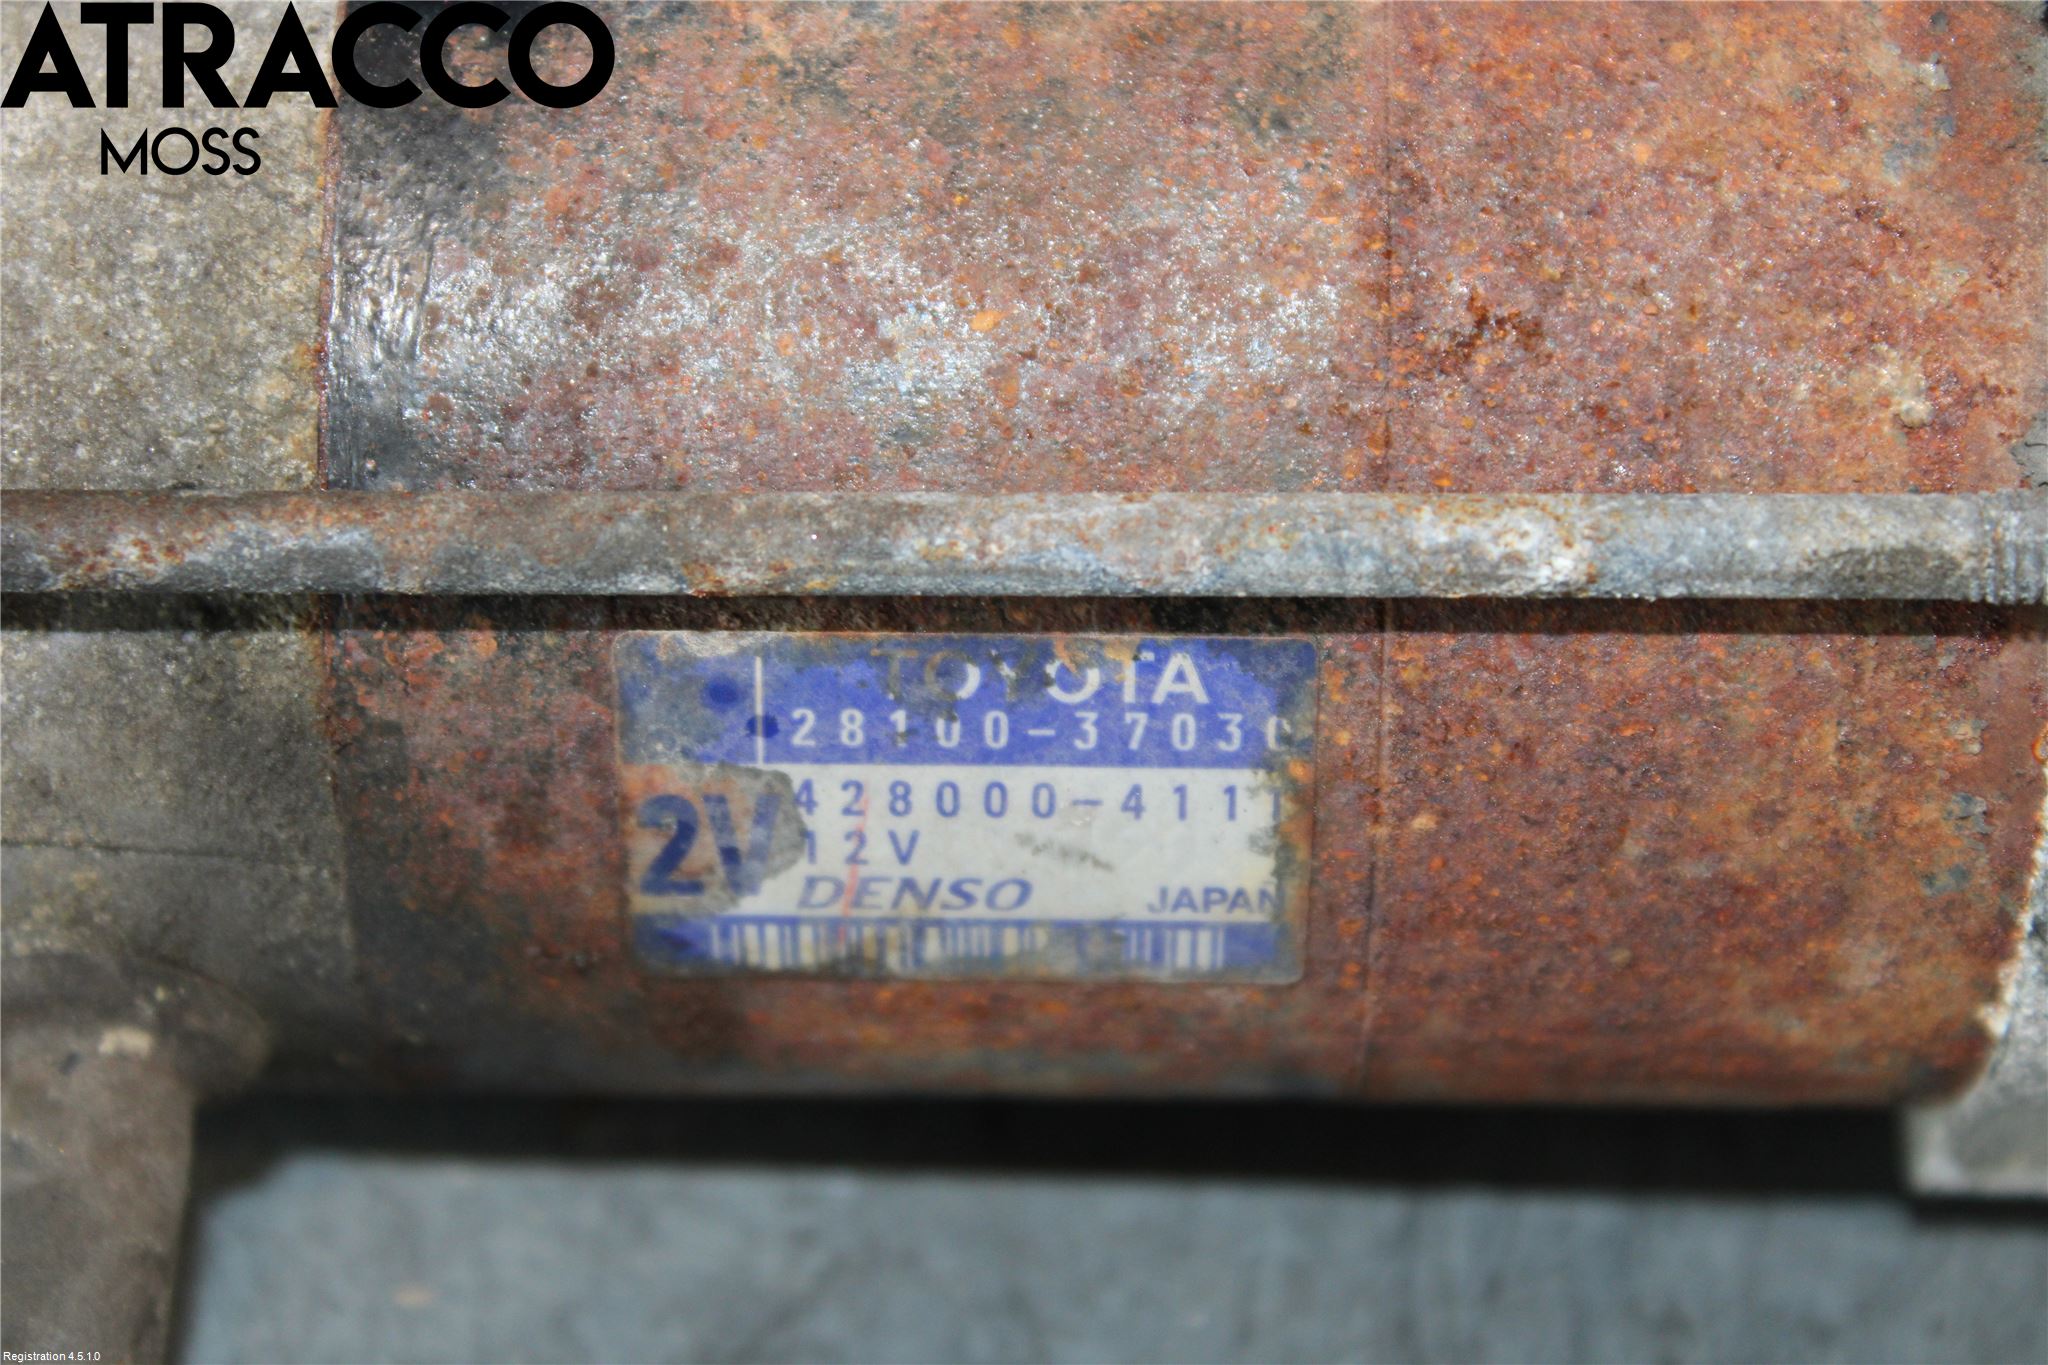 ATRACCO
MOSS
TOYOTA
28100-37030
428000-4111
2V
12V
DENSO JAPAN
Registration 4.5.1.0